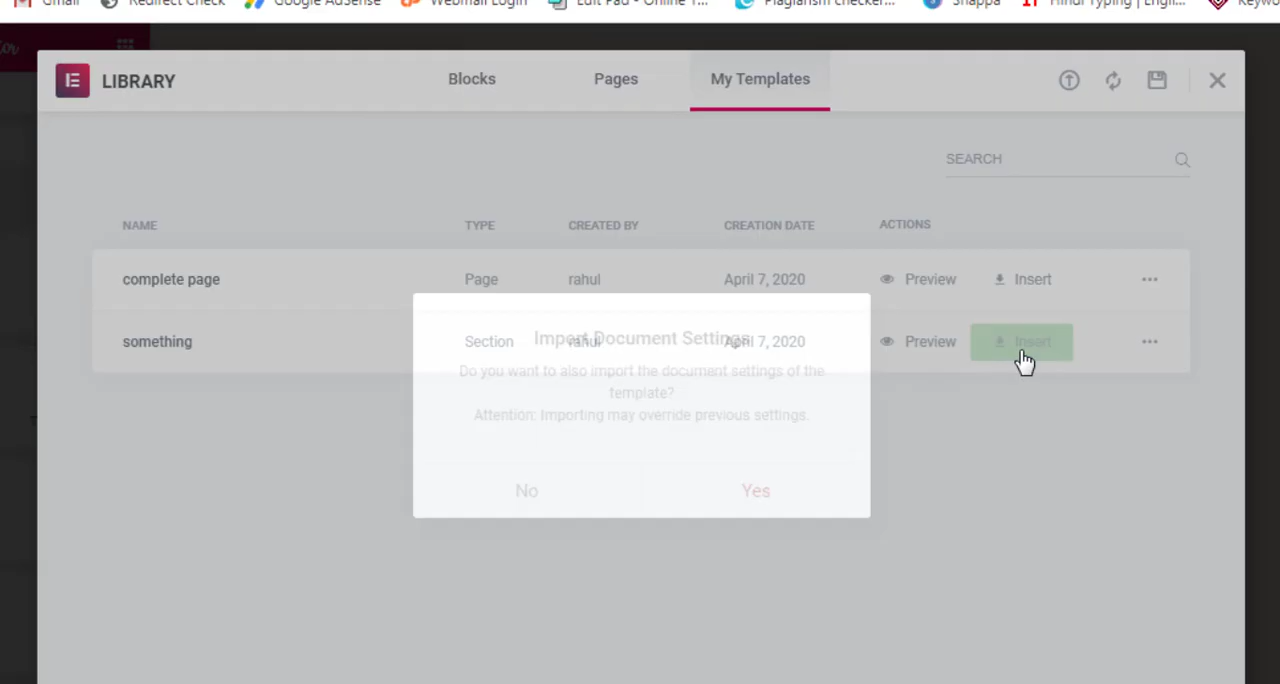 Gmail Redirect Check Google AdSense Webmail Login Edit Pad - Online T... Plagiarism checker... Snappa Hindi Typing | Engli... Keywo
tor
LIBRARY Blocks Pages My Templates
SEARCH
NAME TYPE CREATED BY CREATION DATE ACTIONS
complete page Page rahul April 7, 2020 Preview Insert ...
something Section rahul April 7, 2020 Preview Insert ...
Import Document Settings
Do you want to also import the document settings of the
template?
Attention: Importing may override previous settings.
No Yes